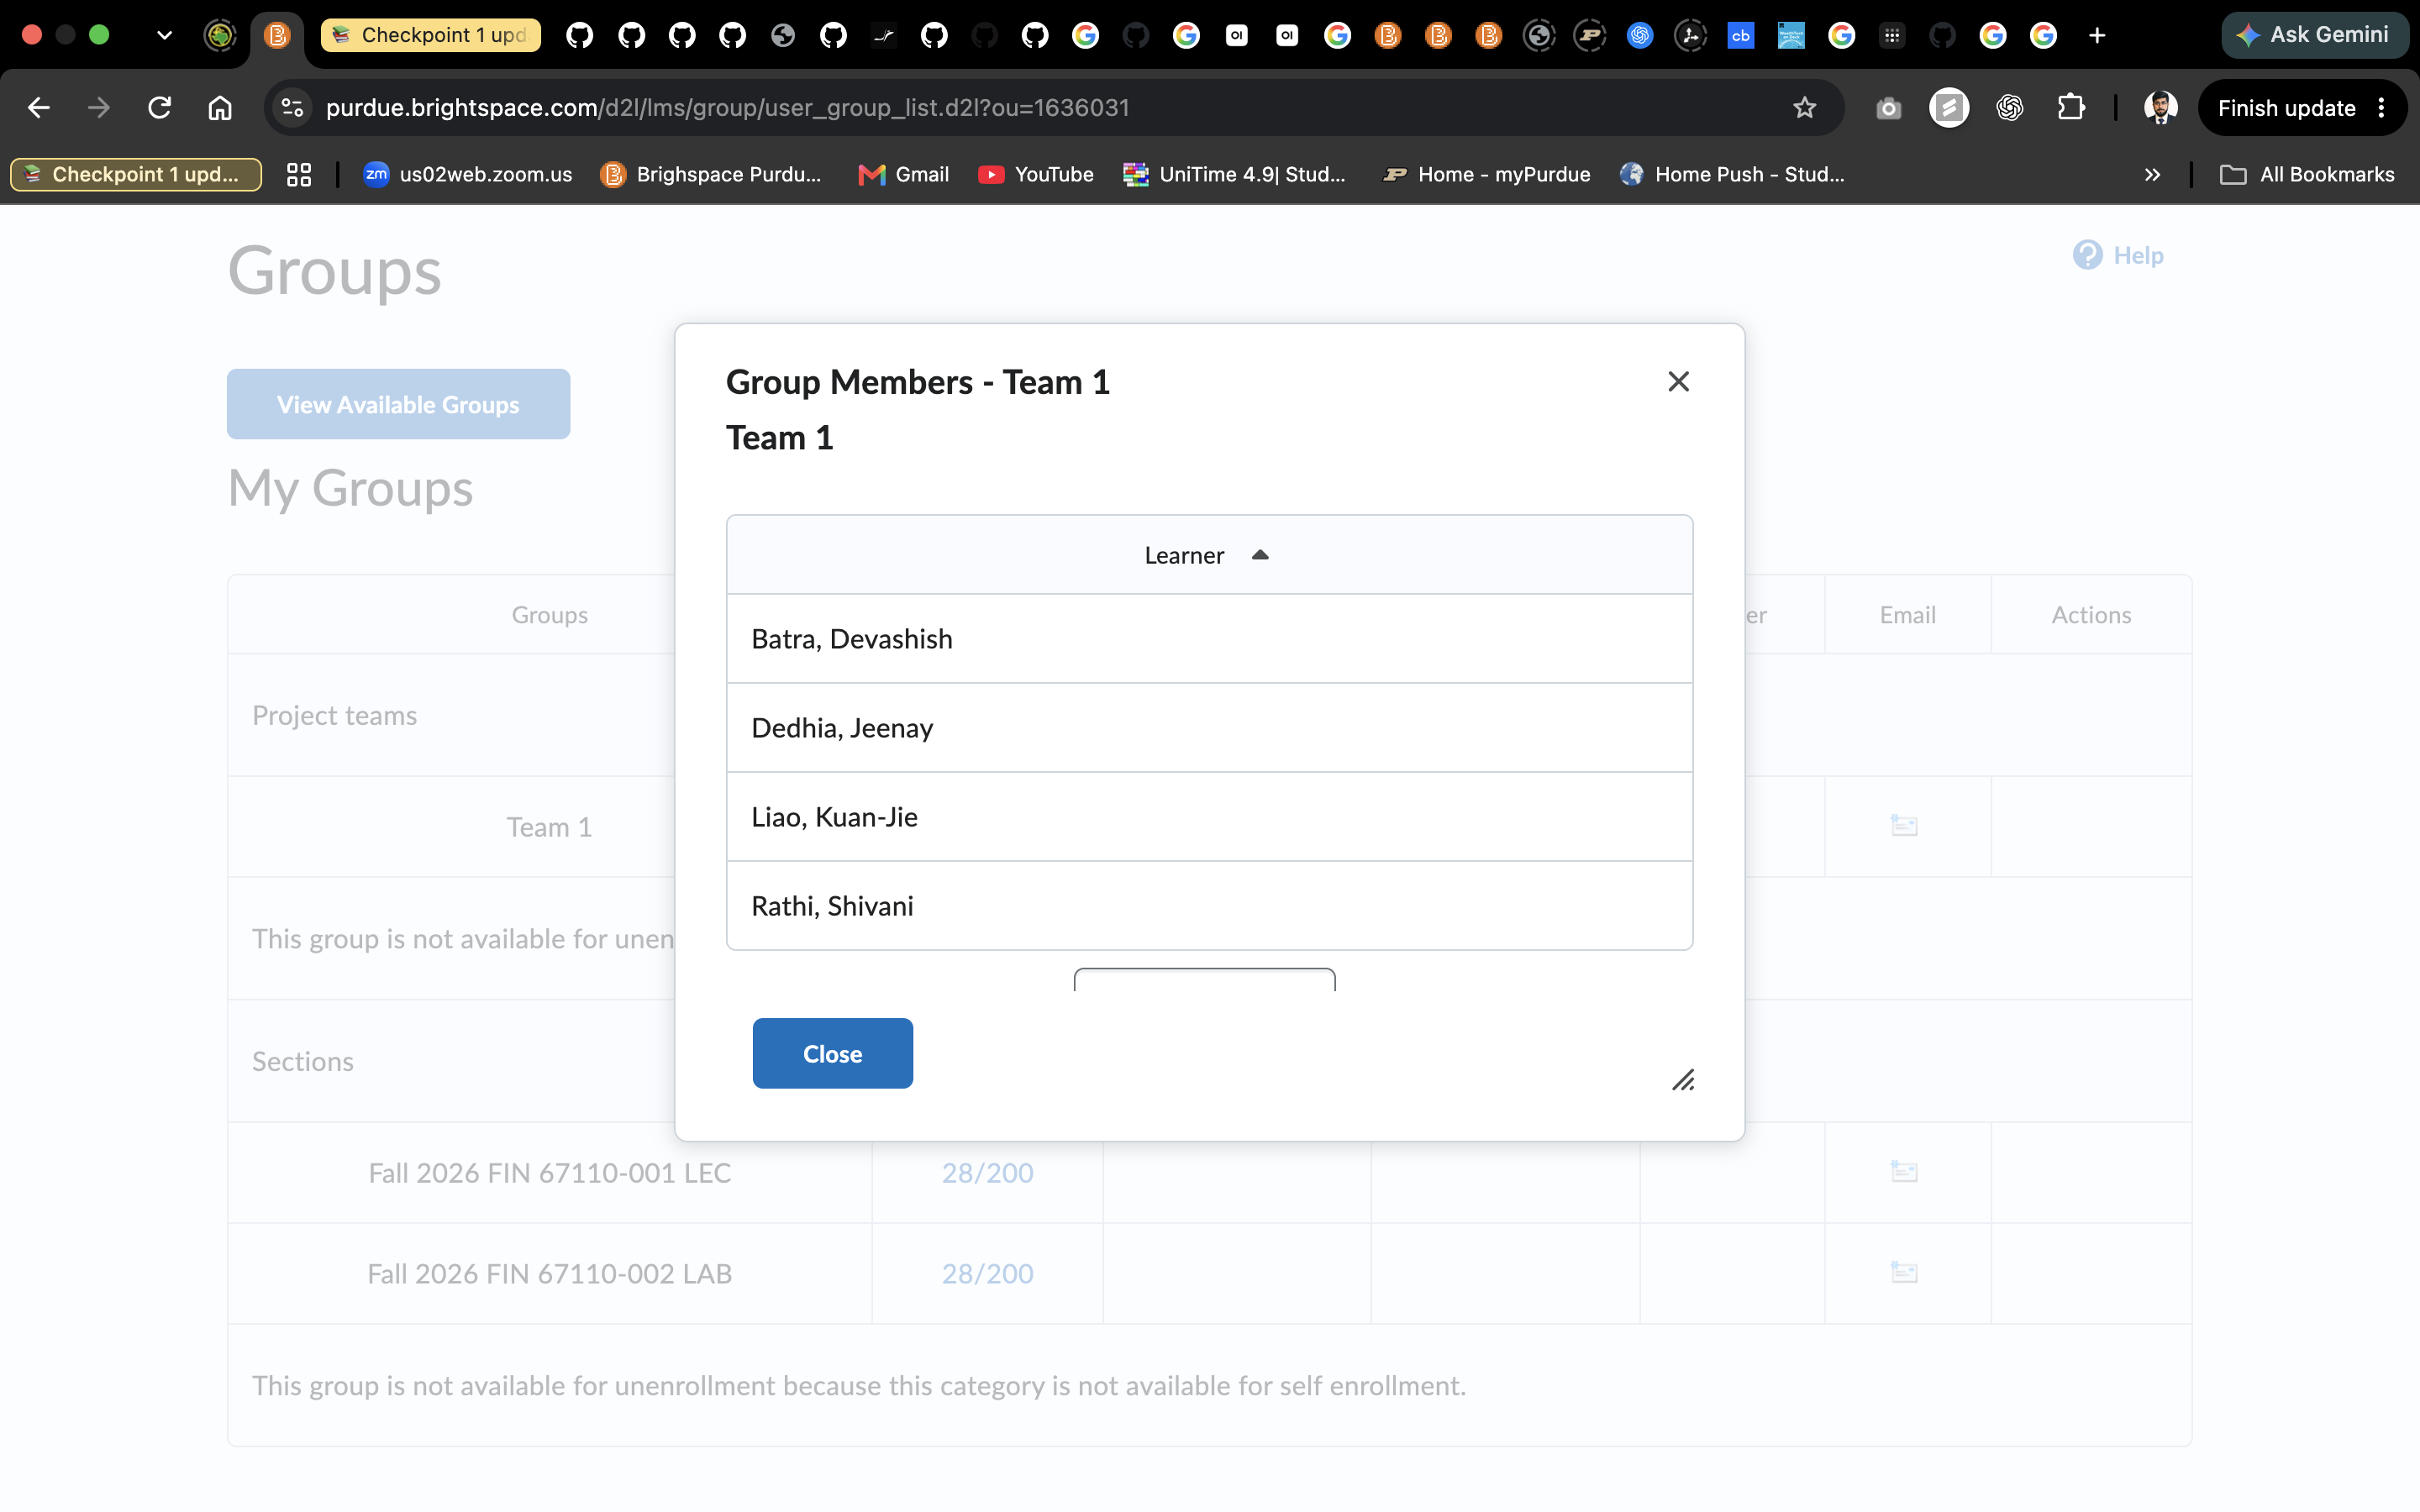 Checkpoint 1 upd
Ask Gemini
purdue.brightspace.com/d2l/lms/group/user_group_list.d2l?ou=1636031
Finish update
Checkpoint 1 upd...
zm us02web.zoom.us
Brighspace Purdu...
Gmail
YouTube
UniTime 4.9| Stud...
Home - myPurdue
Home Push - Stud...
All Bookmarks
Groups
Help
View Available Groups
My Groups
Group Members - Team 1
Team 1
Learner
Batra, Devashish
Dedhia, Jeenay
Liao, Kuan-Jie
Rathi, Shivani
Close
Groups
er
Email
Actions
Project teams
Team 1
This group is not available for unen
Sections
Fall 2026 FIN 67110-001 LEC
28/200
Fall 2026 FIN 67110-002 LAB
28/200
This group is not available for unenrollment because this category is not available for self enrollment.